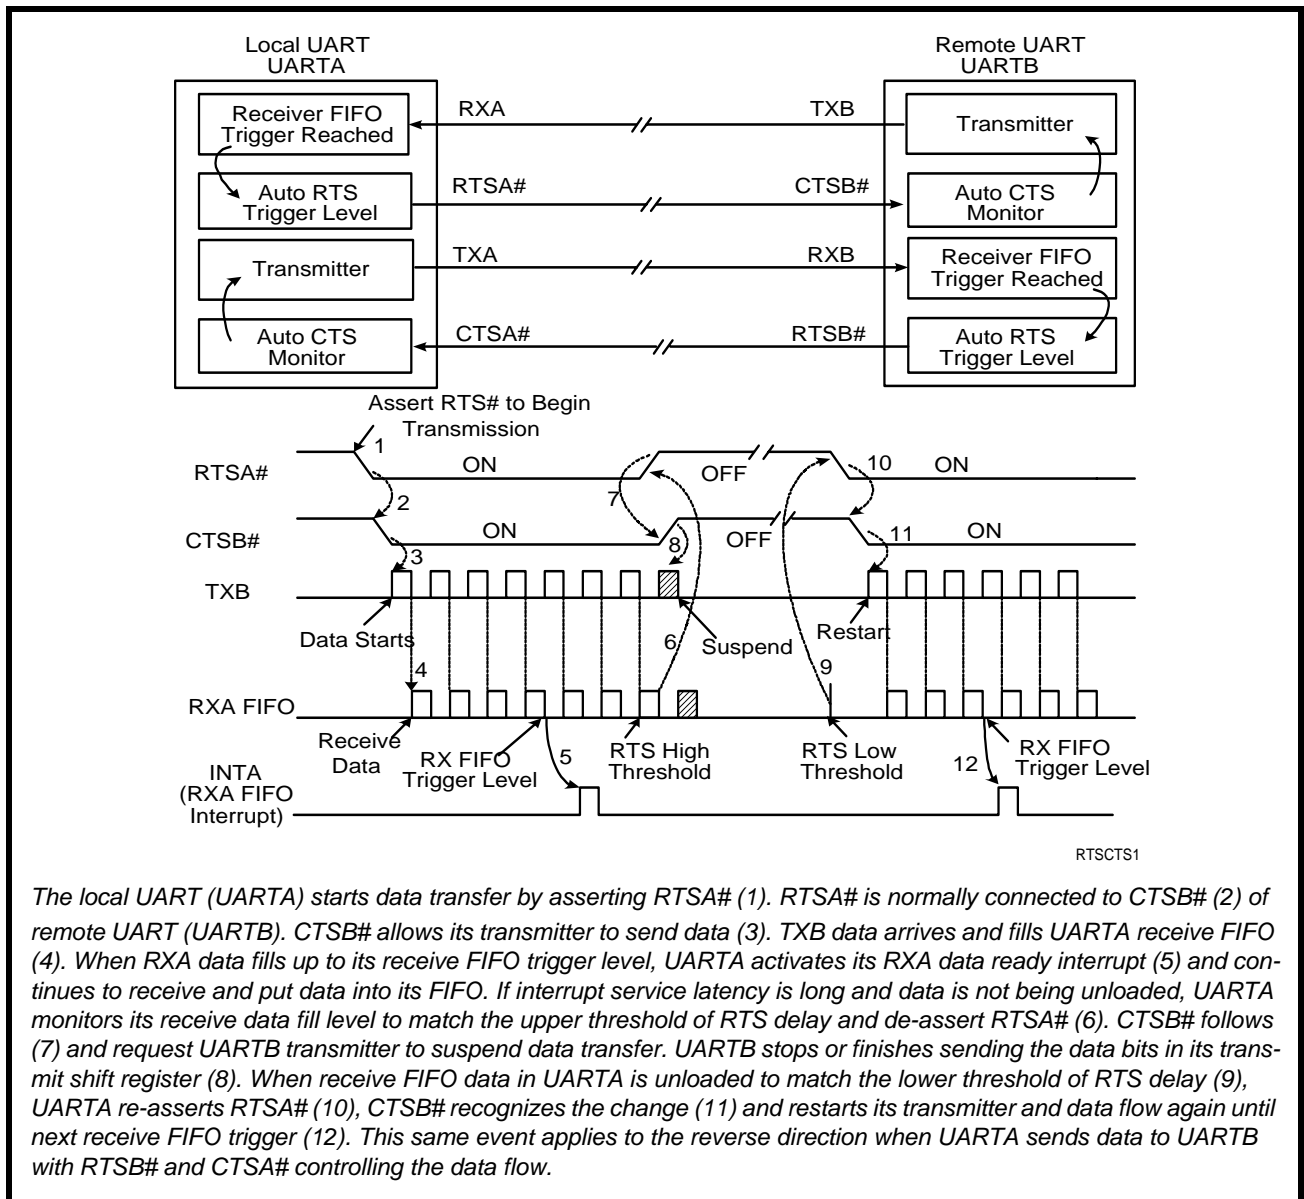 Local UART
UARTA
Remote UART
UARTB
Receiver FIFO
Trigger Reached
RXA
TXB
Transmitter
Auto RTS
Trigger Level
RTSA#
CTSB#
Auto CTS
Monitor
Transmitter
TXA
RXB
Receiver FIFO
Trigger Reached
Auto CTS
Monitor
CTSA#
RTSB#
Auto RTS
Trigger Level
Assert RTS# to Begin
Transmission
1
RTSA#
ON
OFF
10
ON
2
7
CTSB#
ON
8
OFF
11
ON
3
TXB
Data Starts
6
Suspend
Restart
4
9
RXA FIFO
Receive
Data
RX FIFO
Trigger Level
5
RTS High
Threshold
RTS Low
Threshold
12
RX FIFO
Trigger Level
INTA
(RXA FIFO
Interrupt)
RTSCTS1
The local UART (UARTA) starts data transfer by asserting RTSA# (1). RTSA# is normally connected to CTSB# (2) of
remote UART (UARTB). CTSB# allows its transmitter to send data (3). TXB data arrives and fills UARTA receive FIFO
(4). When RXA data fills up to its receive FIFO trigger level, UARTA activates its RXA data ready interrupt (5) and con-
tinues to receive and put data into its FIFO. If interrupt service latency is long and data is not being unloaded, UARTA
monitors its receive data fill level to match the upper threshold of RTS delay and de-assert RTSA# (6). CTSB# follows
(7) and request UARTB transmitter to suspend data transfer. UARTB stops or finishes sending the data bits in its trans-
mit shift register (8). When receive FIFO data in UARTA is unloaded to match the lower threshold of RTS delay (9),
UARTA re-asserts RTSA# (10), CTSB# recognizes the change (11) and restarts its transmitter and data flow again until
next receive FIFO trigger (12). This same event applies to the reverse direction when UARTA sends data to UARTB
with RTSB# and CTSA# controlling the data flow.